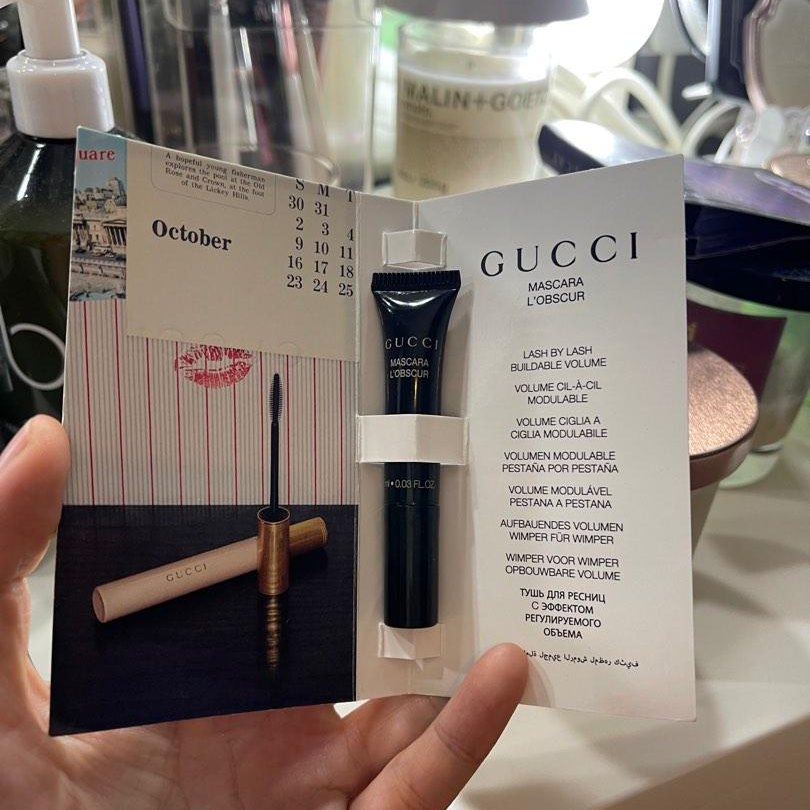 uare
A hopeful young fisherman
explores the pool at the Old
Rose and Crown, at the foot
of the Lickey Hills
October
S M T
30 31
2 3 4
9 10 11
16 17 18
23 24 25
GUCCI
GUCCI
MASCARA
L'OBSCUR
0.03 FL.OZ.
GUCCI
MASCARA
L'OBSCUR
LASH BY LASH
BUILDABLE VOLUME
VOLUME CIL-À-CIL
MODULABLE
VOLUME CIGLIA A
CIGLIA MODULABILE
VOLUMEN MODULABLE
PESTAÑA POR PESTAÑA
VOLUME MODULÁVEL
PESTANA A PESTANA
AUFBAUENDES VOLUMEN
WIMPER FÜR WIMPER
WIMPER VOOR WIMPER
OPBOUWBARE VOLUME
ТУШЬ ДЛЯ РЕСНИЦ
С ЭФФЕКТОМ
РЕГУЛИРУЕМОГО
ОБЪЕМА